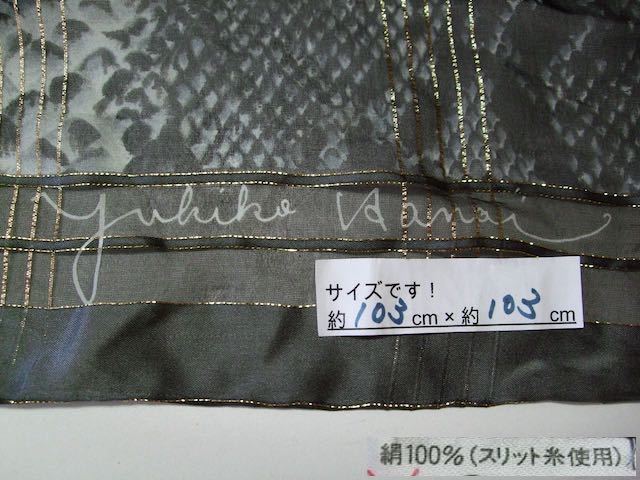 Yukiko Hanai
サイズです！
約 103 cm × 約 103 cm
絹100%(スリット糸使用)